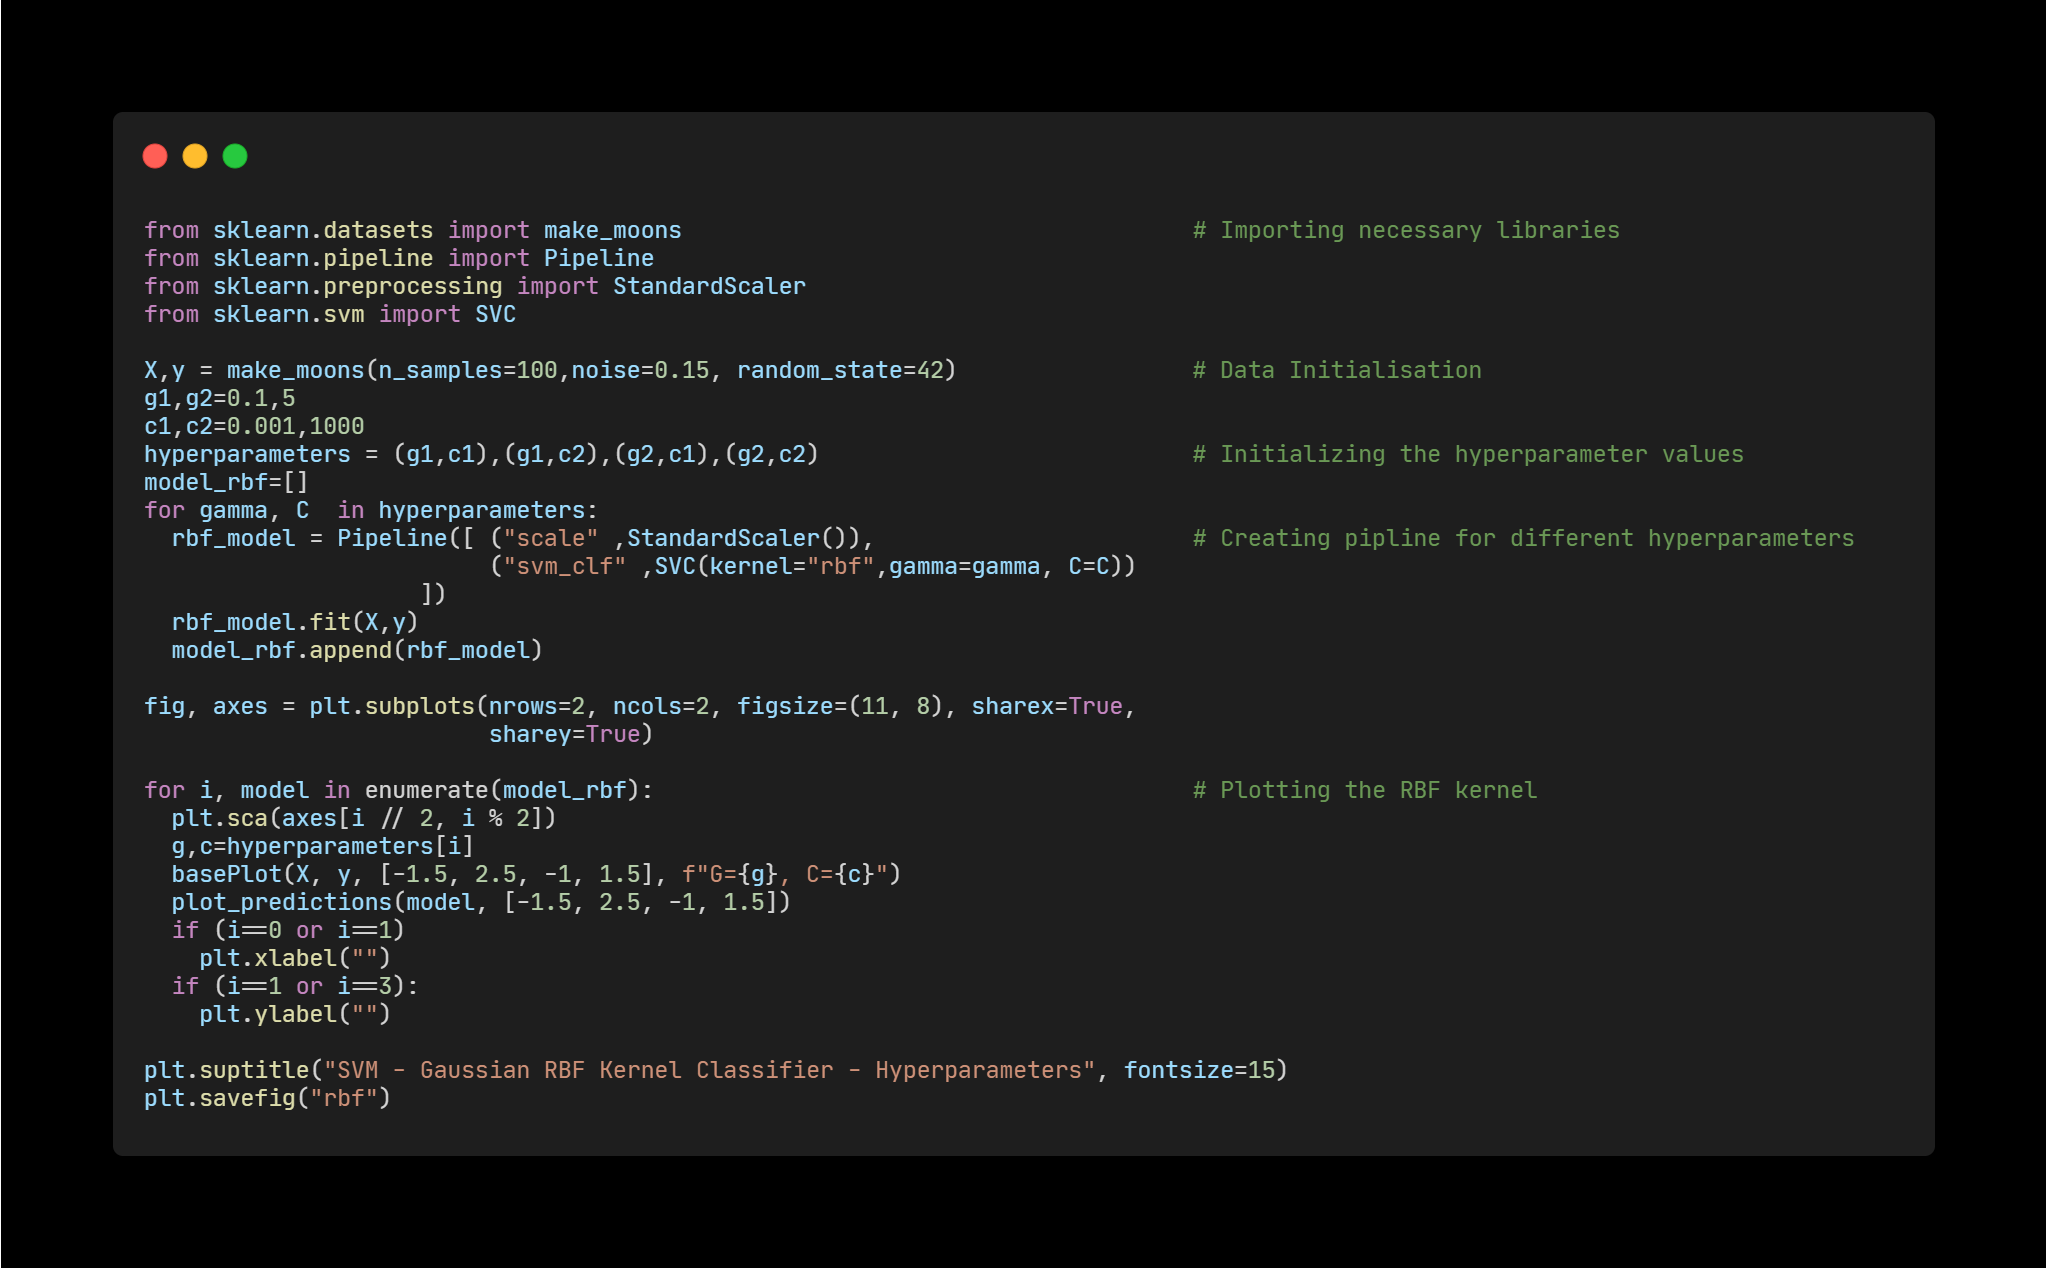 from sklearn.datasets import make_moons                                     # Importing necessary libraries
from sklearn.pipeline import Pipeline
from sklearn.preprocessing import StandardScaler
from sklearn.svm import SVC

X,y = make_moons(n_samples=100,noise=0.15, random_state=42)                 # Data Initialisation
g1,g2=0.1,5
c1,c2=0.001,1000
hyperparameters = (g1,c1),(g1,c2),(g2,c1),(g2,c2)                           # Initializing the hyperparameter values
model_rbf=[]
for gamma, C  in hyperparameters:
  rbf_model = Pipeline([ ("scale" ,StandardScaler()),                       # Creating pipline for different hyperparameters
                         ("svm_clf" ,SVC(kernel="rbf",gamma=gamma, C=C))
                    ])
  rbf_model.fit(X,y)
  model_rbf.append(rbf_model)

fig, axes = plt.subplots(nrows=2, ncols=2, figsize=(11, 8), sharex=True,
                         sharey=True)

for i, model in enumerate(model_rbf):                                       # Plotting the RBF kernel
  plt.sca(axes[i // 2, i % 2])
  g,c=hyperparameters[i]
  basePlot(X, y, [-1.5, 2.5, -1, 1.5], f"G={g}, C={c}")
  plot_predictions(model, [-1.5, 2.5, -1, 1.5])
  if (i==0 or i==1)
    plt.xlabel("")
  if (i==1 or i==3):
    plt.ylabel("")

plt.suptitle("SVM - Gaussian RBF Kernel Classifier - Hyperparameters", fontsize=15)
plt.savefig("rbf")